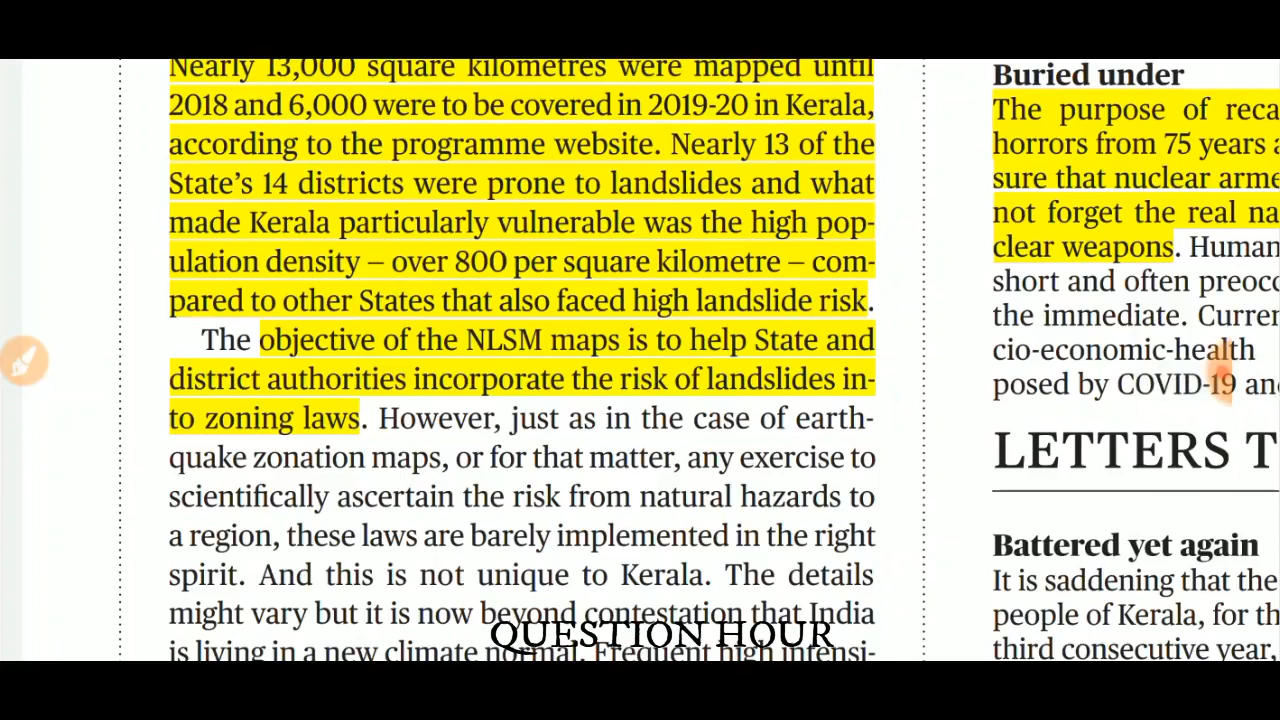 Nearly 13,000 square kilometres were mapped until
2018 and 6,000 were to be covered in 2019-20 in Kerala,
according to the programme website. Nearly 13 of the
State's 14 districts were prone to landslides and what
made Kerala particularly vulnerable was the high pop-
ulation density – over 800 per square kilometre – com-
pared to other States that also faced high landslide risk.
The objective of the NLSM maps is to help State and
district authorities incorporate the risk of landslides in-
to zoning laws. However, just as in the case of earth-
quake zonation maps, or for that matter, any exercise to
scientifically ascertain the risk from natural hazards to
a region, these laws are barely implemented in the right
spirit. And this is not unique to Kerala. The details
might vary but it is now beyond contestation that India
is living in a new climate normal. Frequent high intensi-
QUESTION HOUR
Buried under
The purpose of reca
horrors from 75 years a
sure that nuclear arme
not forget the real na
clear weapons. Human
short and often preocc
the immediate. Curren
cio-economic-health
posed by COVID-19 and
LETTERS T
Battered yet again
It is saddening that the
people of Kerala, for th
third consecutive year,